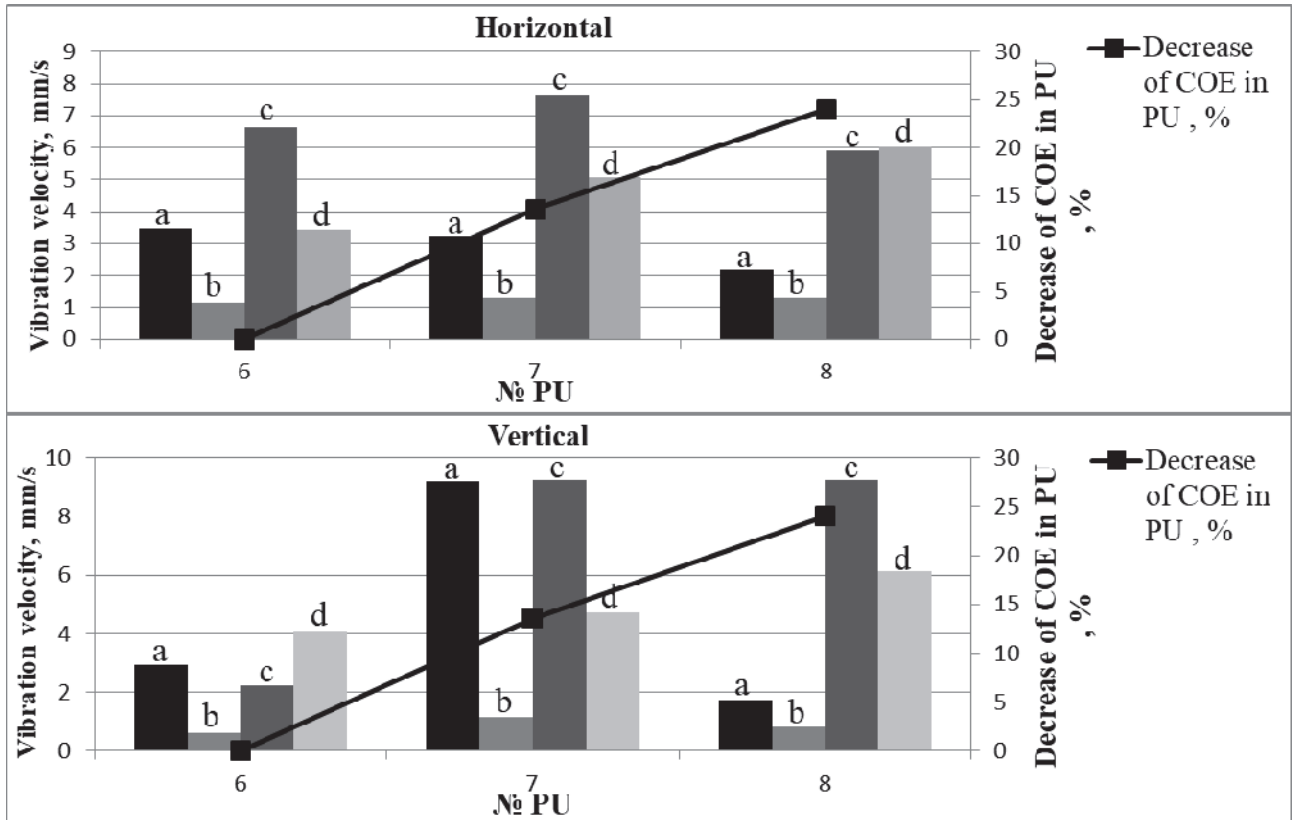 Horizontal
Vibration velocity, mm/s
9
8
7
6
5
4
3
2
1
0
a
b
c
d
a
b
c
d
a
b
c
d
30
25
20
15
10
5
0
Decrease of COE in PU
, %
6
7
8
№ PU
Decrease
of COE in
PU , %
Vertical
Vibration velocity, mm/s
10
8
6
4
2
0
a
b
c
d
a
b
c
d
a
b
c
d
30
25
20
15
10
5
0
Decrease of COE in PU
, %
6
7
8
№ PU
Decrease
of COE in
PU , %